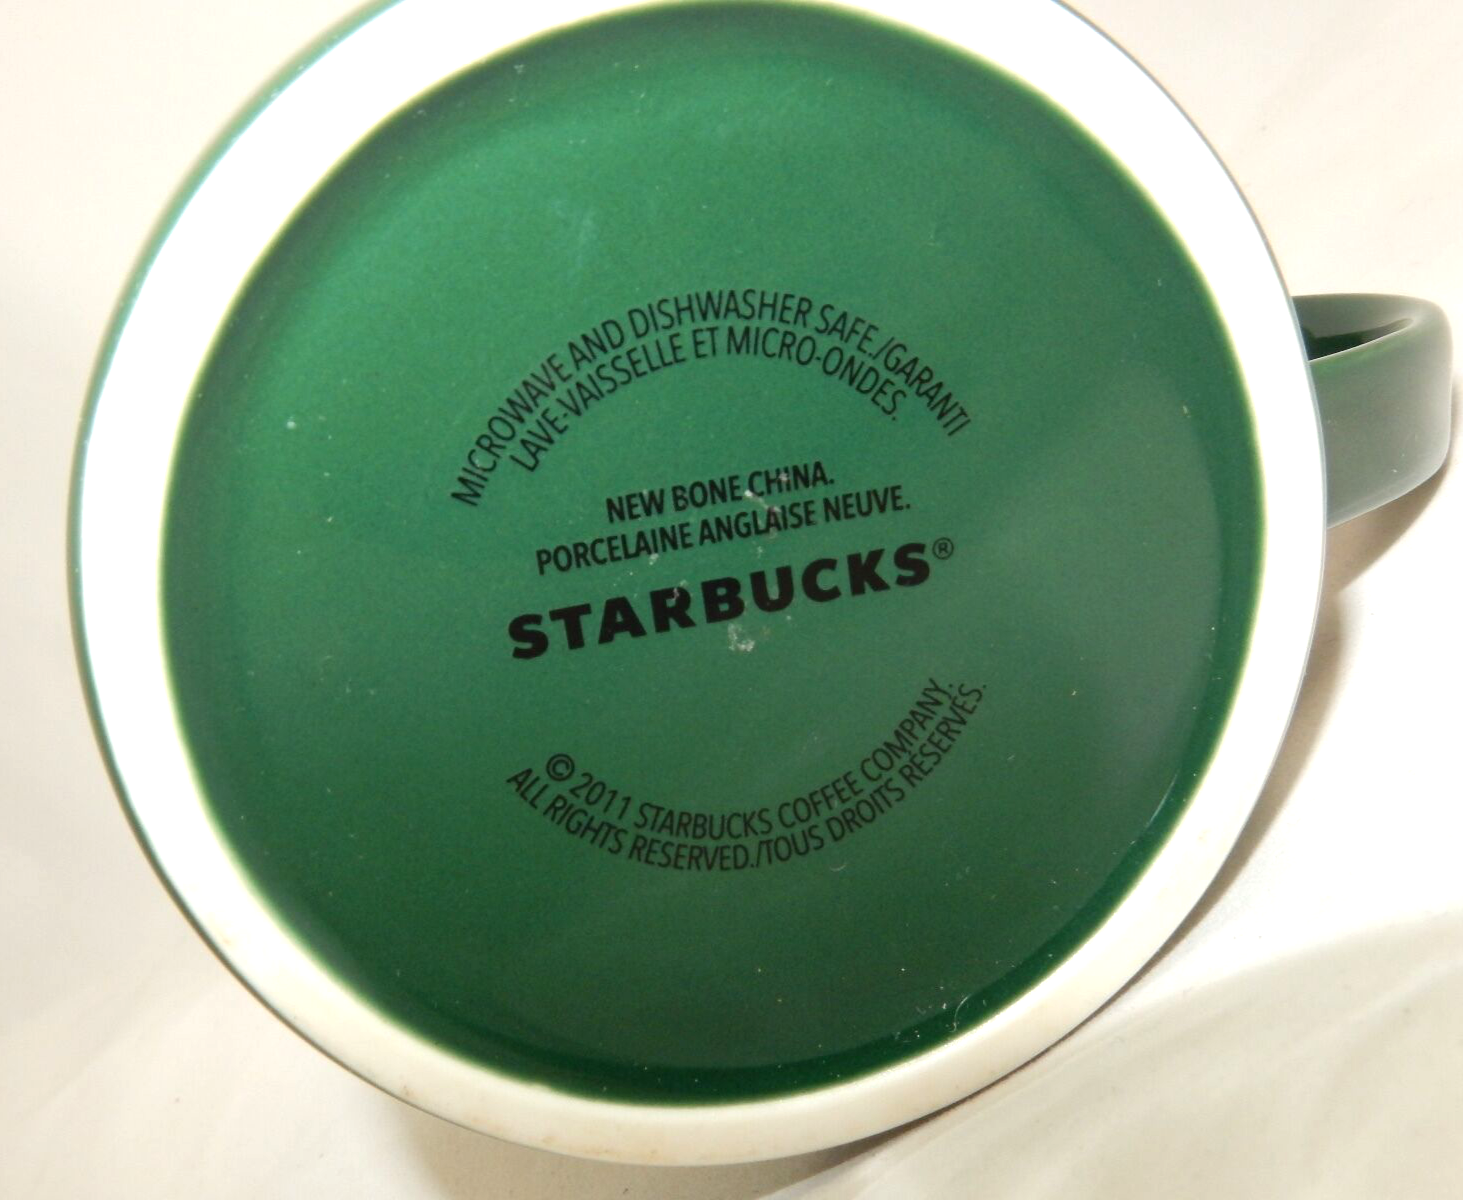 MICROWAVE AND DISHWASHER SAFE./GARANTI
LAVE-VAISSELLE ET MICRO-ONDES.
NEW BONE CHINA.
PORCELAINE ANGLAISE NEUVE.
STARBUCKS®
© 2011 STARBUCKS COFFEE COMPANY.
ALL RIGHTS RESERVED./TOUS DROITS RÉSERVÉS.